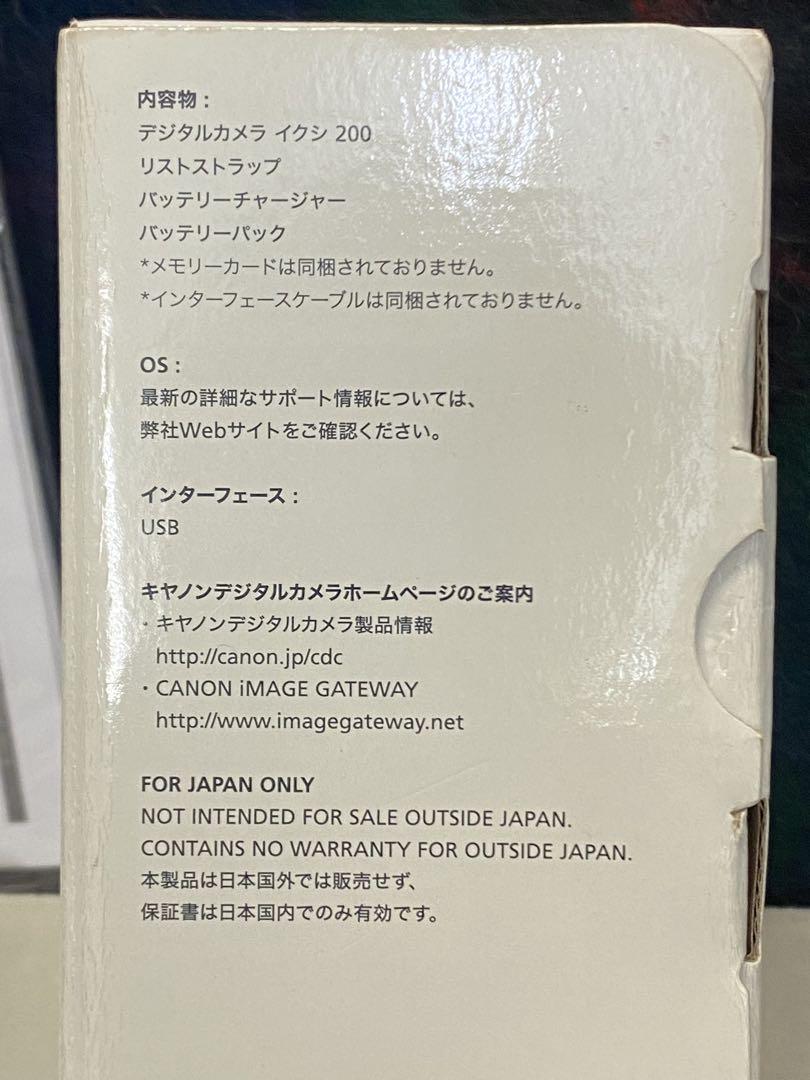 内容物：
デジタルカメラ イクシ 200
リストストラップ
バッテリーチャージャー
バッテリーパック
*メモリーカードは同梱されておりません。
*インターフェースケーブルは同梱されておりません。
OS：
最新の詳細なサポート情報については、
弊社Webサイトをご確認ください。
インターフェース：
USB
キヤノンデジタルカメラホームページのご案内
・キヤノンデジタルカメラ製品情報
http://canon.jp/cdc
・CANON iMAGE GATEWAY
http://www.imagegateway.net
FOR JAPAN ONLY
NOT INTENDED FOR SALE OUTSIDE JAPAN.
CONTAINS NO WARRANTY FOR OUTSIDE JAPAN.
本製品は日本国外では販売せず、
保証書は日本国内でのみ有効です。